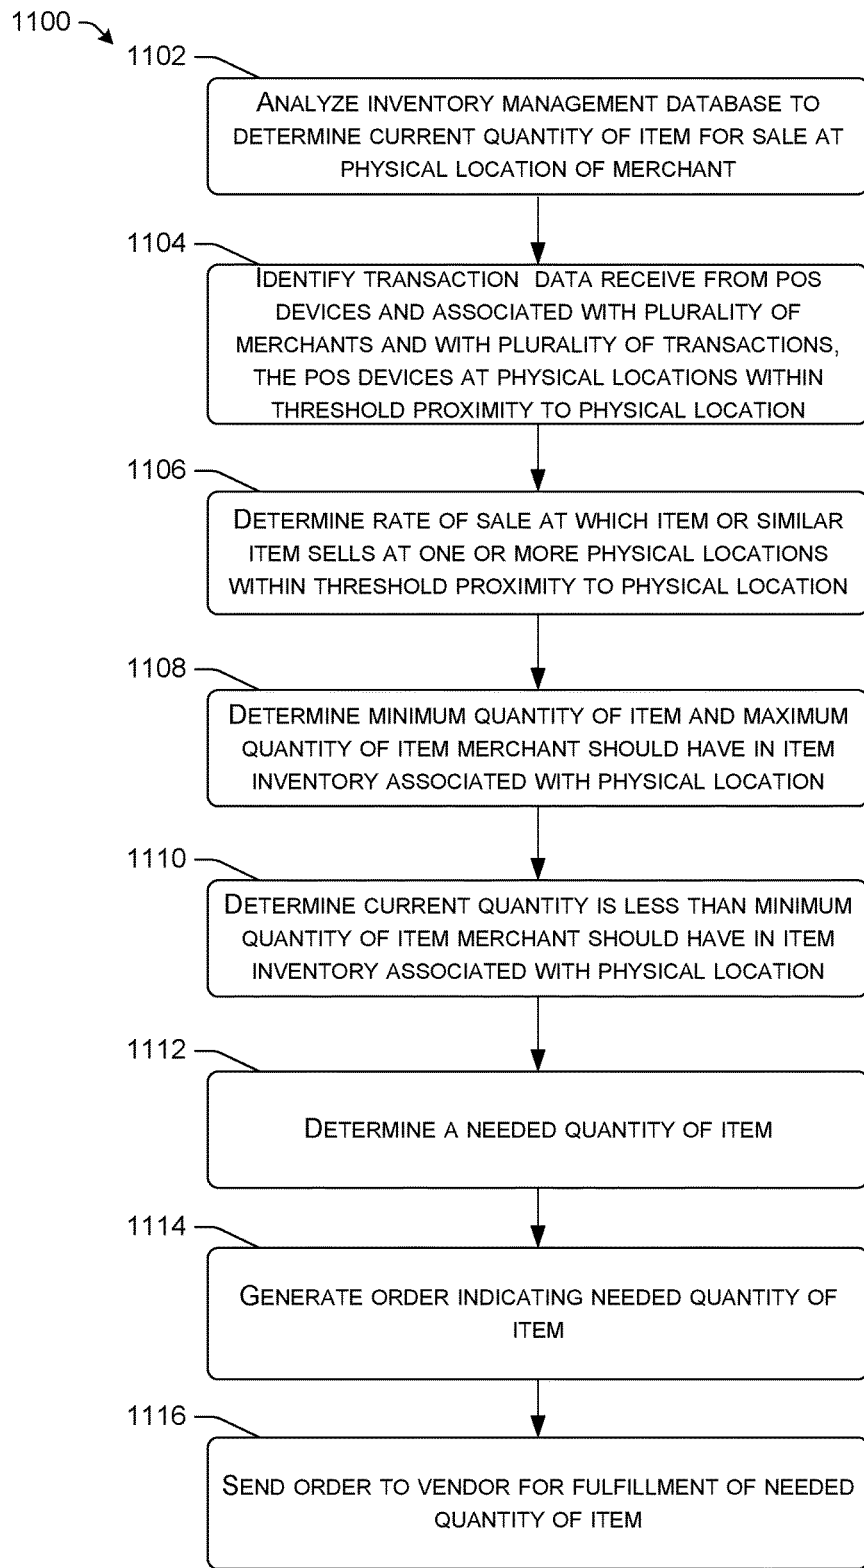 1100
1102
ANALYZE INVENTORY MANAGEMENT DATABASE TO
DETERMINE CURRENT QUANTITY OF ITEM FOR SALE AT
PHYSICAL LOCATION OF MERCHANT
1104
IDENTIFY TRANSACTION DATA RECEIVE FROM POS
DEVICES AND ASSOCIATED WITH PLURALITY OF
MERCHANTS AND WITH PLURALITY OF TRANSACTIONS,
THE POS DEVICES AT PHYSICAL LOCATIONS WITHIN
THRESHOLD PROXIMITY TO PHYSICAL LOCATION
1106
DETERMINE RATE OF SALE AT WHICH ITEM OR SIMILAR
ITEM SELLS AT ONE OR MORE PHYSICAL LOCATIONS
WITHIN THRESHOLD PROXIMITY TO PHYSICAL LOCATION
1108
DETERMINE MINIMUM QUANTITY OF ITEM AND MAXIMUM
QUANTITY OF ITEM MERCHANT SHOULD HAVE IN ITEM
INVENTORY ASSOCIATED WITH PHYSICAL LOCATION
1110
DETERMINE CURRENT QUANTITY IS LESS THAN MINIMUM
QUANTITY OF ITEM MERCHANT SHOULD HAVE IN ITEM
INVENTORY ASSOCIATED WITH PHYSICAL LOCATION
1112
DETERMINE A NEEDED QUANTITY OF ITEM
1114
GENERATE ORDER INDICATING NEEDED QUANTITY OF
ITEM
1116
SEND ORDER TO VENDOR FOR FULFILLMENT OF NEEDED
QUANTITY OF ITEM